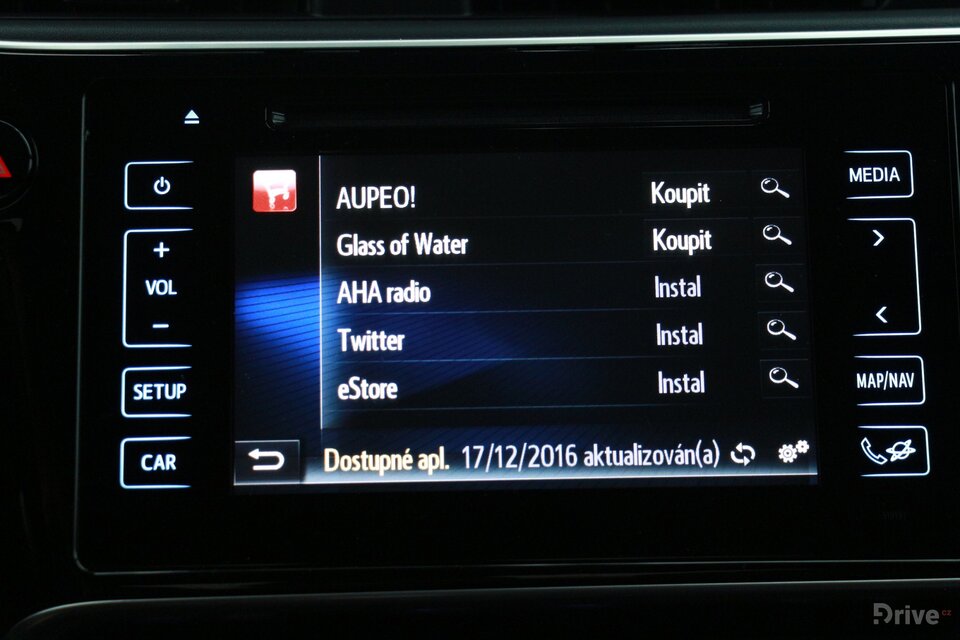 MEDIA
AUPEO! Koupit
Glass of Water Koupit
+
VOL
−
AHA radio Instal
Twitter Instal
eStore Instal
SETUP
MAP/NAV
CAR
Dostupné apl. 17/12/2016 aktualizován(a)
Drive.cz